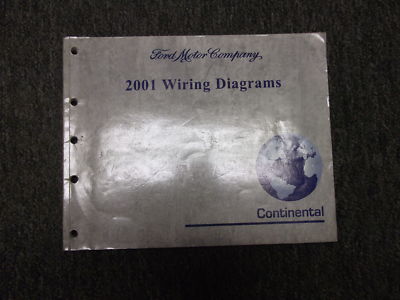 Ford Motor Company
2001 Wiring Diagrams
Continental